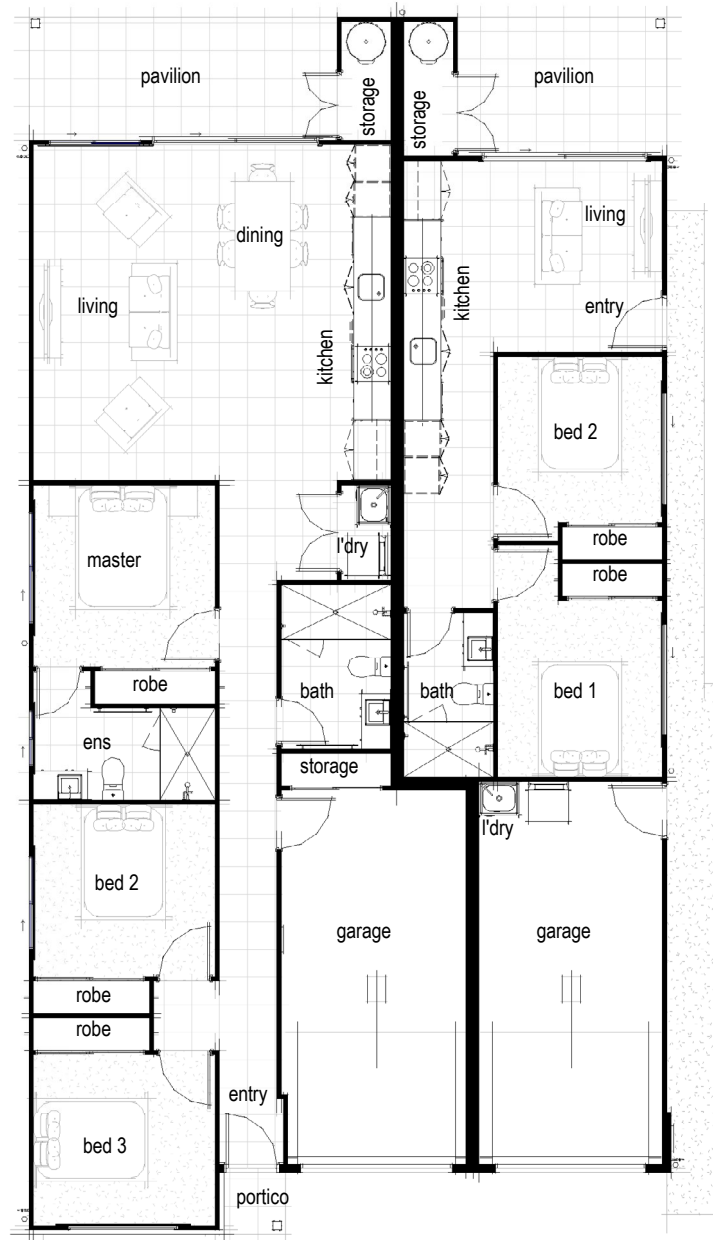 pavilion
storage
storage
pavilion
living
dining
living
kitchen
kitchen
entry
bed 2
l'dry
robe
robe
master
robe
bath
bath
bed 1
ens
storage
l'dry
bed 2
garage
garage
robe
robe
entry
bed 3
portico